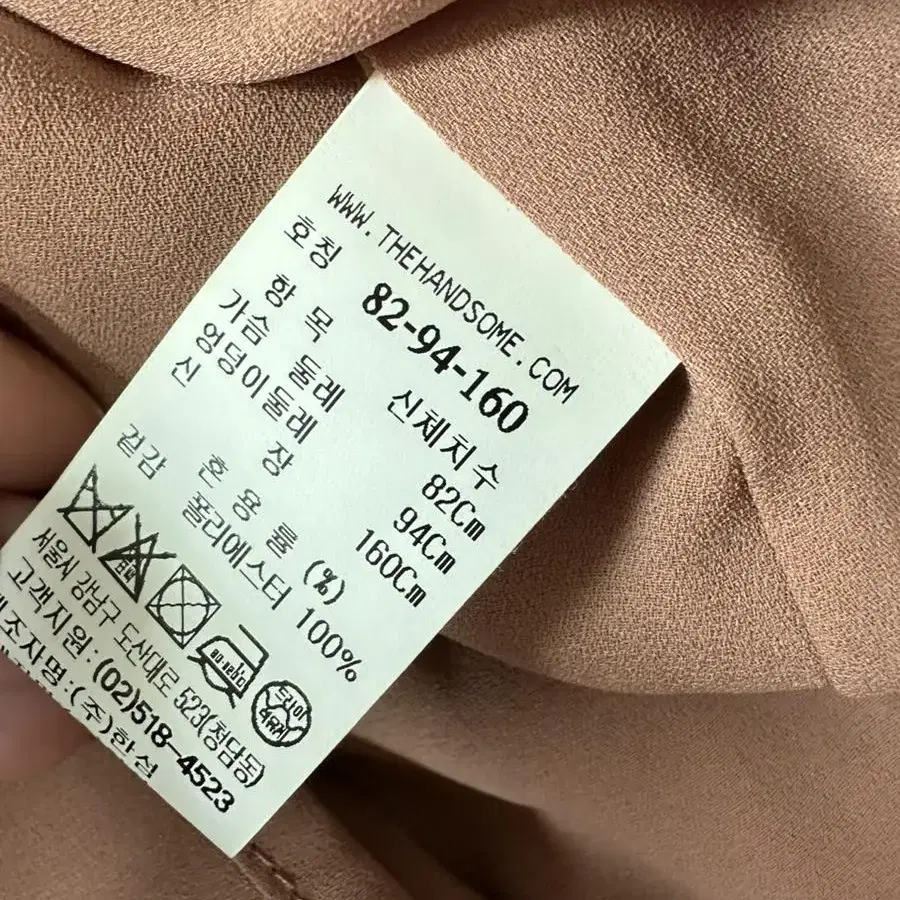 WWW.THEHANDSOME.COM
호칭 82-94-160
항목 신체치수
가슴둘레 82Cm
엉덩이둘레 94Cm
신장 160Cm
혼용률 (%)
겉감 폴리에스터 100%
드라이
서울시 강남구 도산대로 523(청담동)
고객지원:(02)518-4523
제조자명:(주)한섬